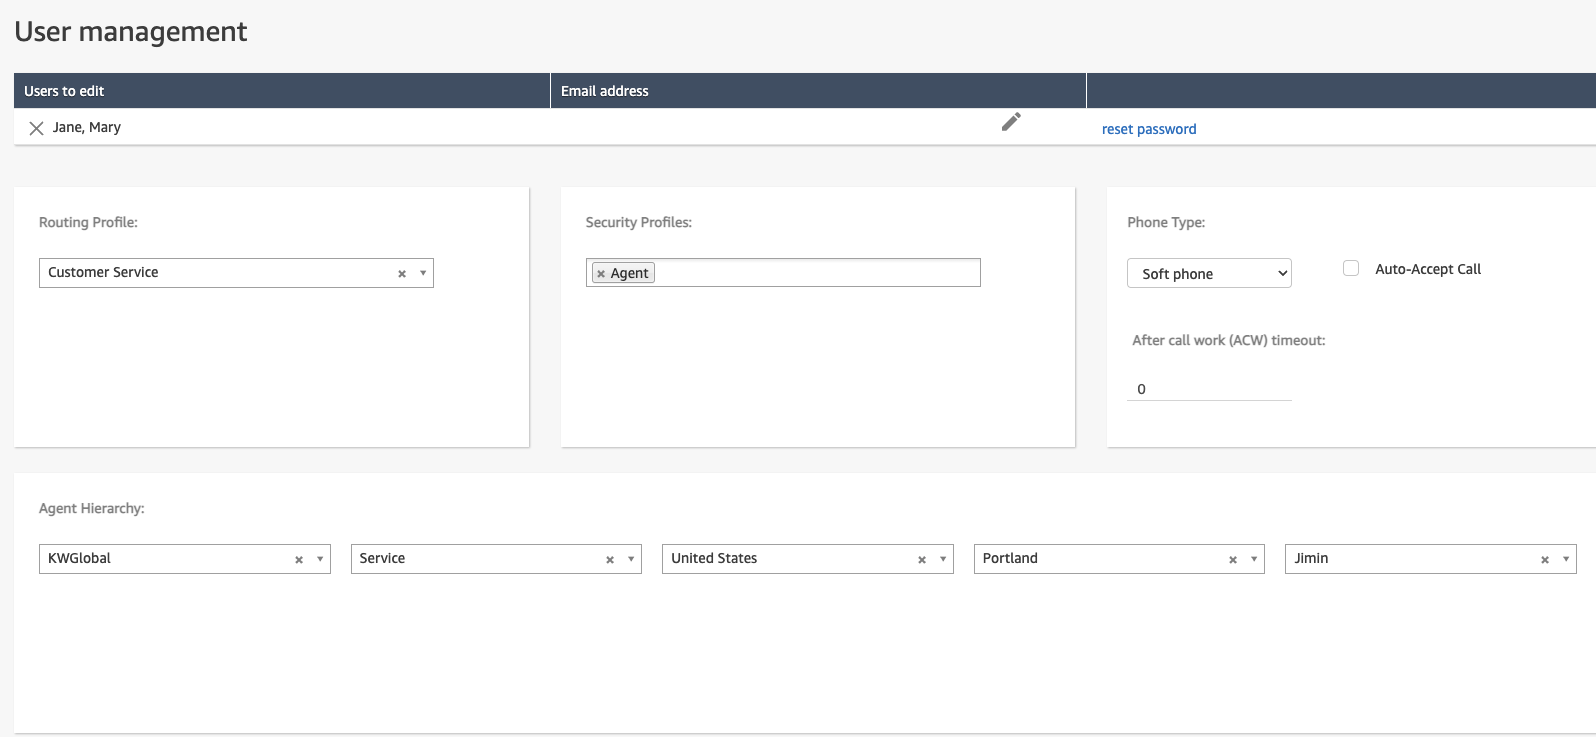 User management
Users to edit
Email address
Jane, Mary
reset password
Routing Profile:
Security Profiles:
Phone Type:
Customer Service
Agent
Soft phone
Auto-Accept Call
After call work (ACW) timeout:
0
Agent Hierarchy:
KWGlobal
Service
United States
Portland
Jimin